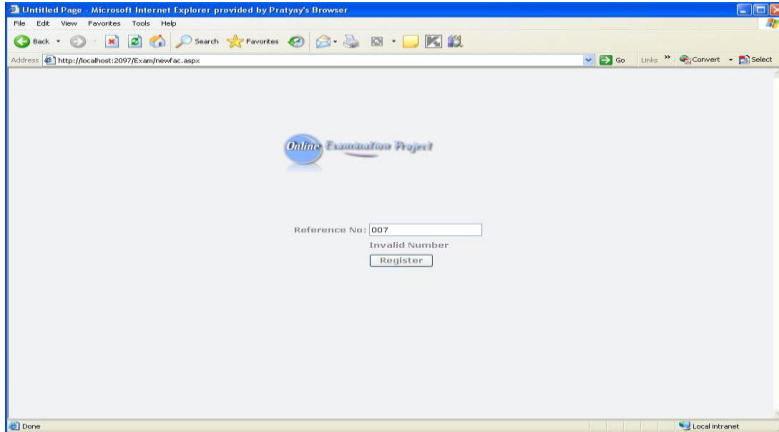 Untitled Page - Microsoft Internet Explorer provided by Pratyay's Browser
File Edit View Favorites Tools Help
Back Search Favorites
Address http://localhost:2097/Exam/newfac.aspx Go Links » Convert Select
Online Examination Project
Reference No: 007
Invalid Number
Register
Done Local intranet